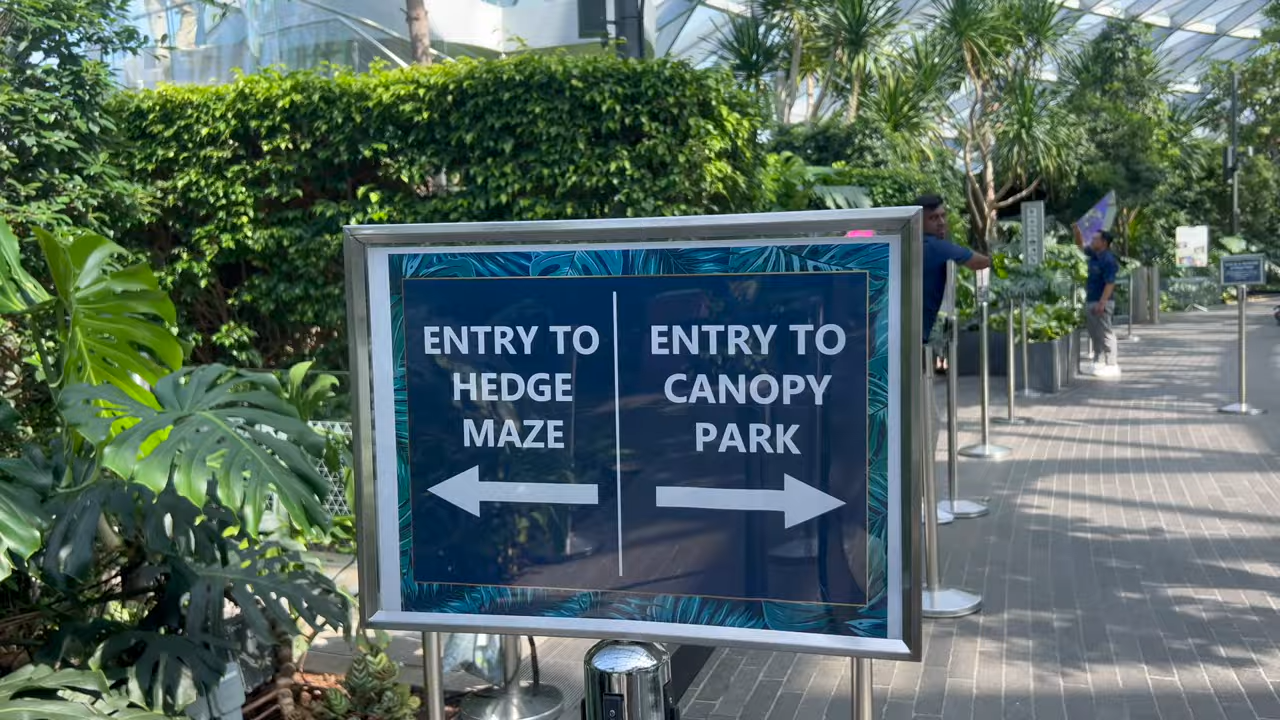 ENTRY TO
HEDGE
MAZE
ENTRY TO
CANOPY
PARK